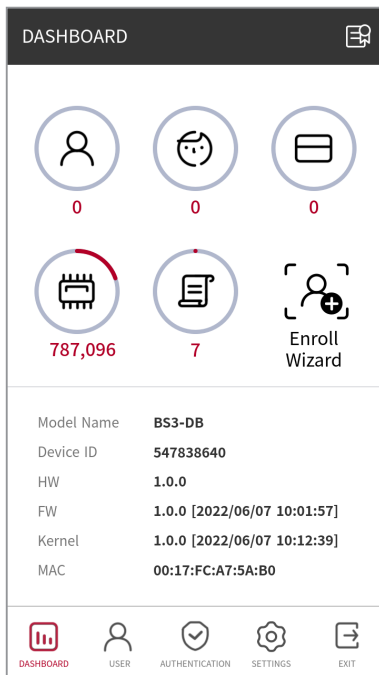 DASHBOARD
0 0 0
787,096 7 Enroll
Wizard
Model Name BS3-DB
Device ID 547838640
HW 1.0.0
FW 1.0.0 [2022/06/07 10:01:57]
Kernel 1.0.0 [2022/06/07 10:12:39]
MAC 00:17:FC:A7:5A:B0
DASHBOARD USER AUTHENTICATION SETTINGS EXIT